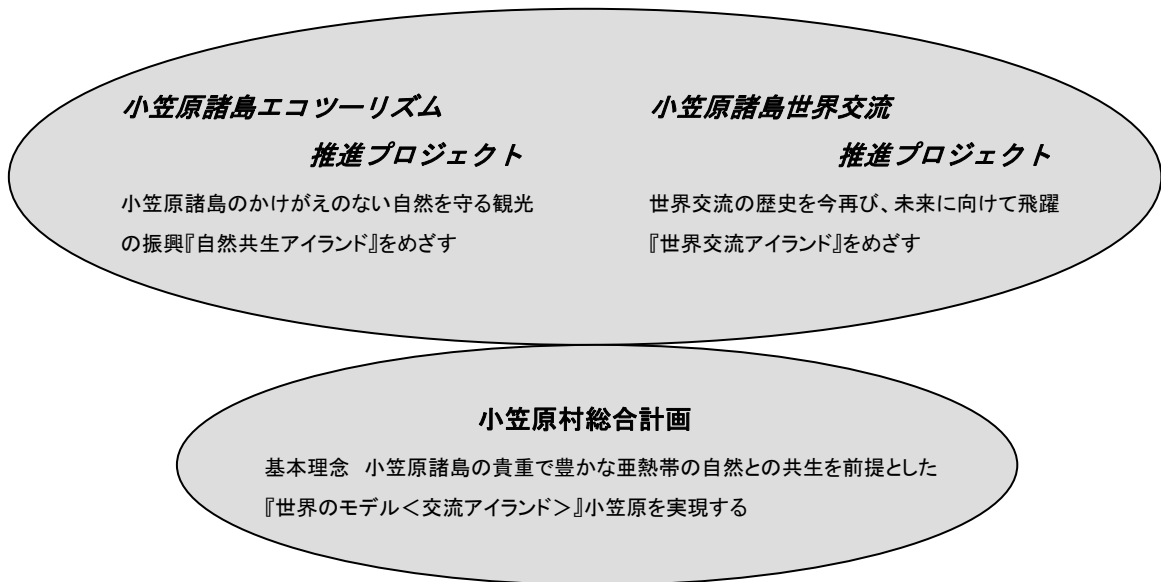 小笠原諸島エコツーリズム
推進プロジェクト
小笠原諸島のかけがえのない自然を守る観光
の振興『自然共生アイランド』をめざす
小笠原諸島世界交流
推進プロジェクト
世界交流の歴史を今再び、未来に向けて飛躍
『世界交流アイランド』をめざす
小笠原村総合計画
基本理念　小笠原諸島の貴重で豊かな亜熱帯の自然との共生を前提とした
『世界のモデル＜交流アイランド＞』小笠原を実現する